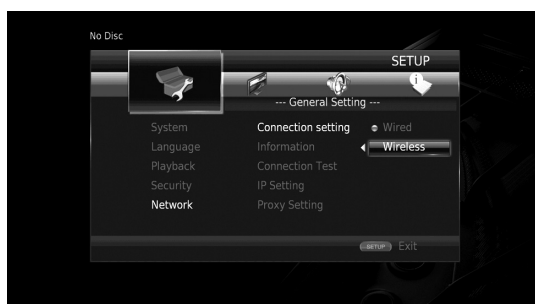 No Disc
SETUP
--- General Setting ---
System
Language
Playback
Security
Network
Connection setting
Information
Connection Test
IP Setting
Proxy Setting
Wired
Wireless
SETUP Exit